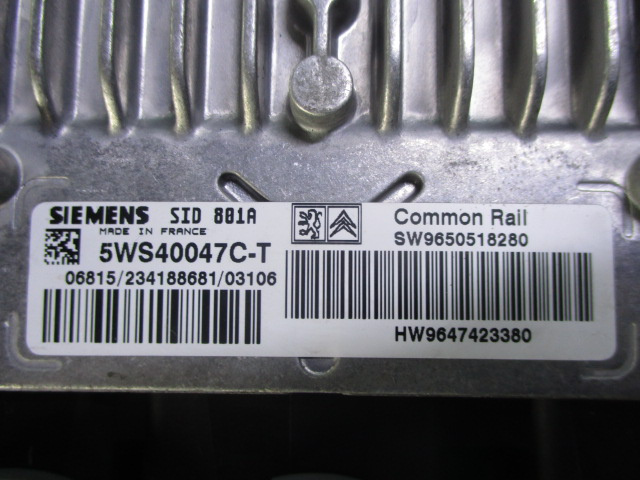 SIEMENS SID 801A
MADE IN FRANCE
5WS40047C-T
06815/234188681/03106
Common Rail
SW9650518280
HW9647423380